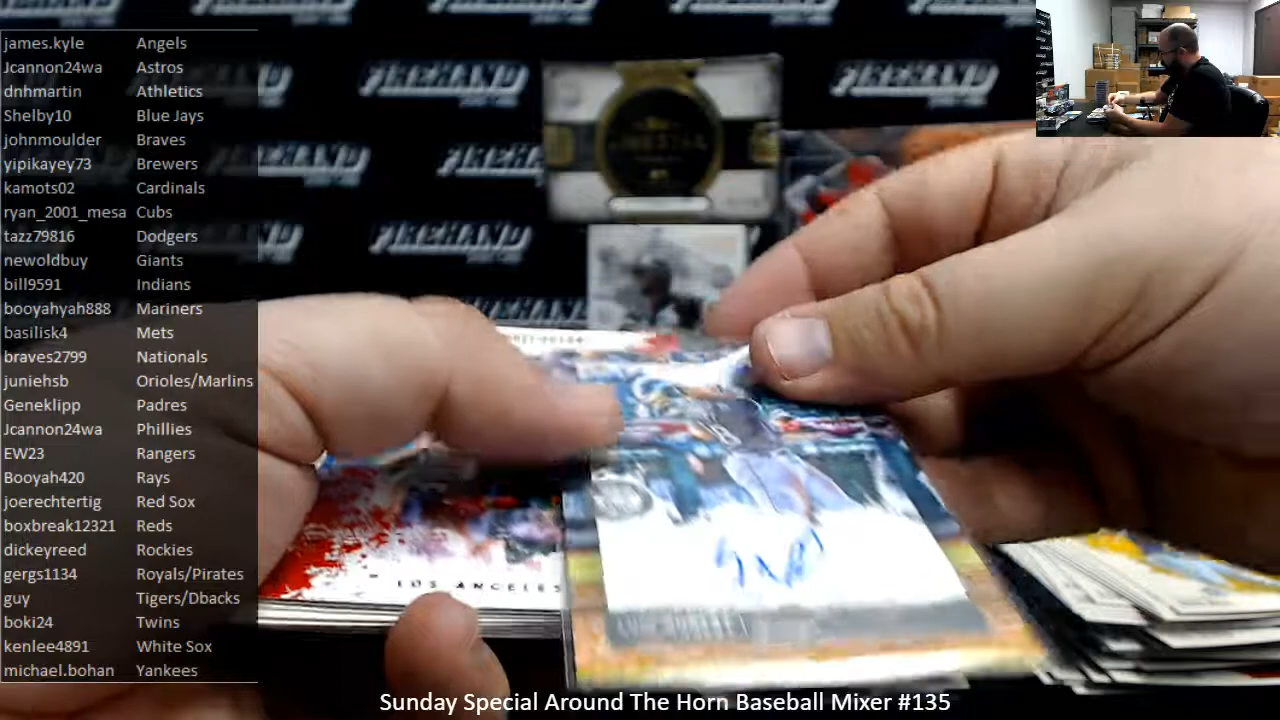 james.kyle Angels
Jcannon24wa Astros
dnhmartin Athletics
Shelby10 Blue Jays
johnmoulder Braves
yipikayey73 Brewers
kamots02 Cardinals
ryan_2001_mesa Cubs
tazz79816 Dodgers
newoldbuy Giants
bill9591 Indians
booyahyah888 Mariners
basilisk4 Mets
braves2799 Nationals
juniehsb Orioles/Marlins
Geneklipp Padres
Jcannon24wa Phillies
EW23 Rangers
Booyah420 Rays
joerechtertig Red Sox
boxbreak12321 Reds
dickeyreed Rockies
gergs1134 Royals/Pirates
guy Tigers/Dbacks
boki24 Twins
kenlee4891 White Sox
michael.bohan Yankees
FIREHAND
FIREHAND
FIREHAND
FIREHAND
LOS ANGELES
Sunday Special Around The Horn Baseball Mixer #135